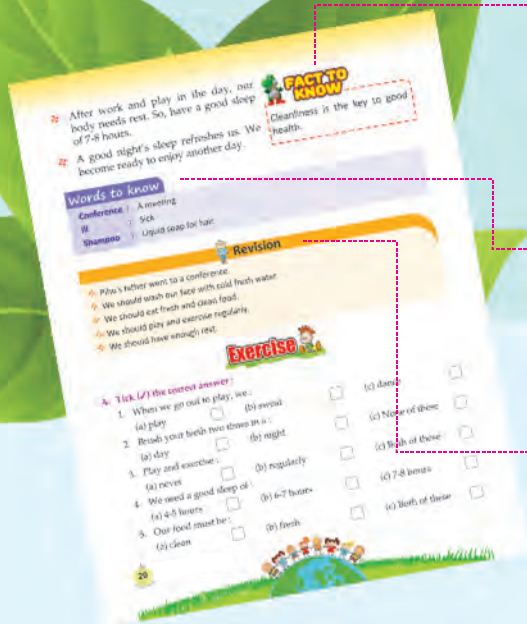 After work and play in the day, our
body needs rest. So, have a good sleep
of 7-8 hours.
A good night's sleep refreshes us. We
become ready to enjoy another day.
FACT TO
KNOW
Cleanliness is the key to good
health.
Words to know
Conference : A meeting
Ill : Sick
Shampoo : Liquid soap for hair
Revision
Pihu's father went to a conference.
We should wash our face with cold fresh water.
We should eat fresh and clean food.
We should play and exercise regularly.
We should have enough rest.
Exercise
A. Tick (✓) the correct answer :
1. When we go out to play, we :
(a) play (b) sweat (c) dance
2. Brush your teeth two times in a :
(a) day (b) night (c) None of these
3. Play and exercise :
(a) never (b) regularly (c) Both of these
4. We need a good sleep of :
(a) 4-5 hours (b) 6-7 hours (c) 7-8 hours
5. Our food must be :
(a) clean (b) fresh (c) Both of these
20